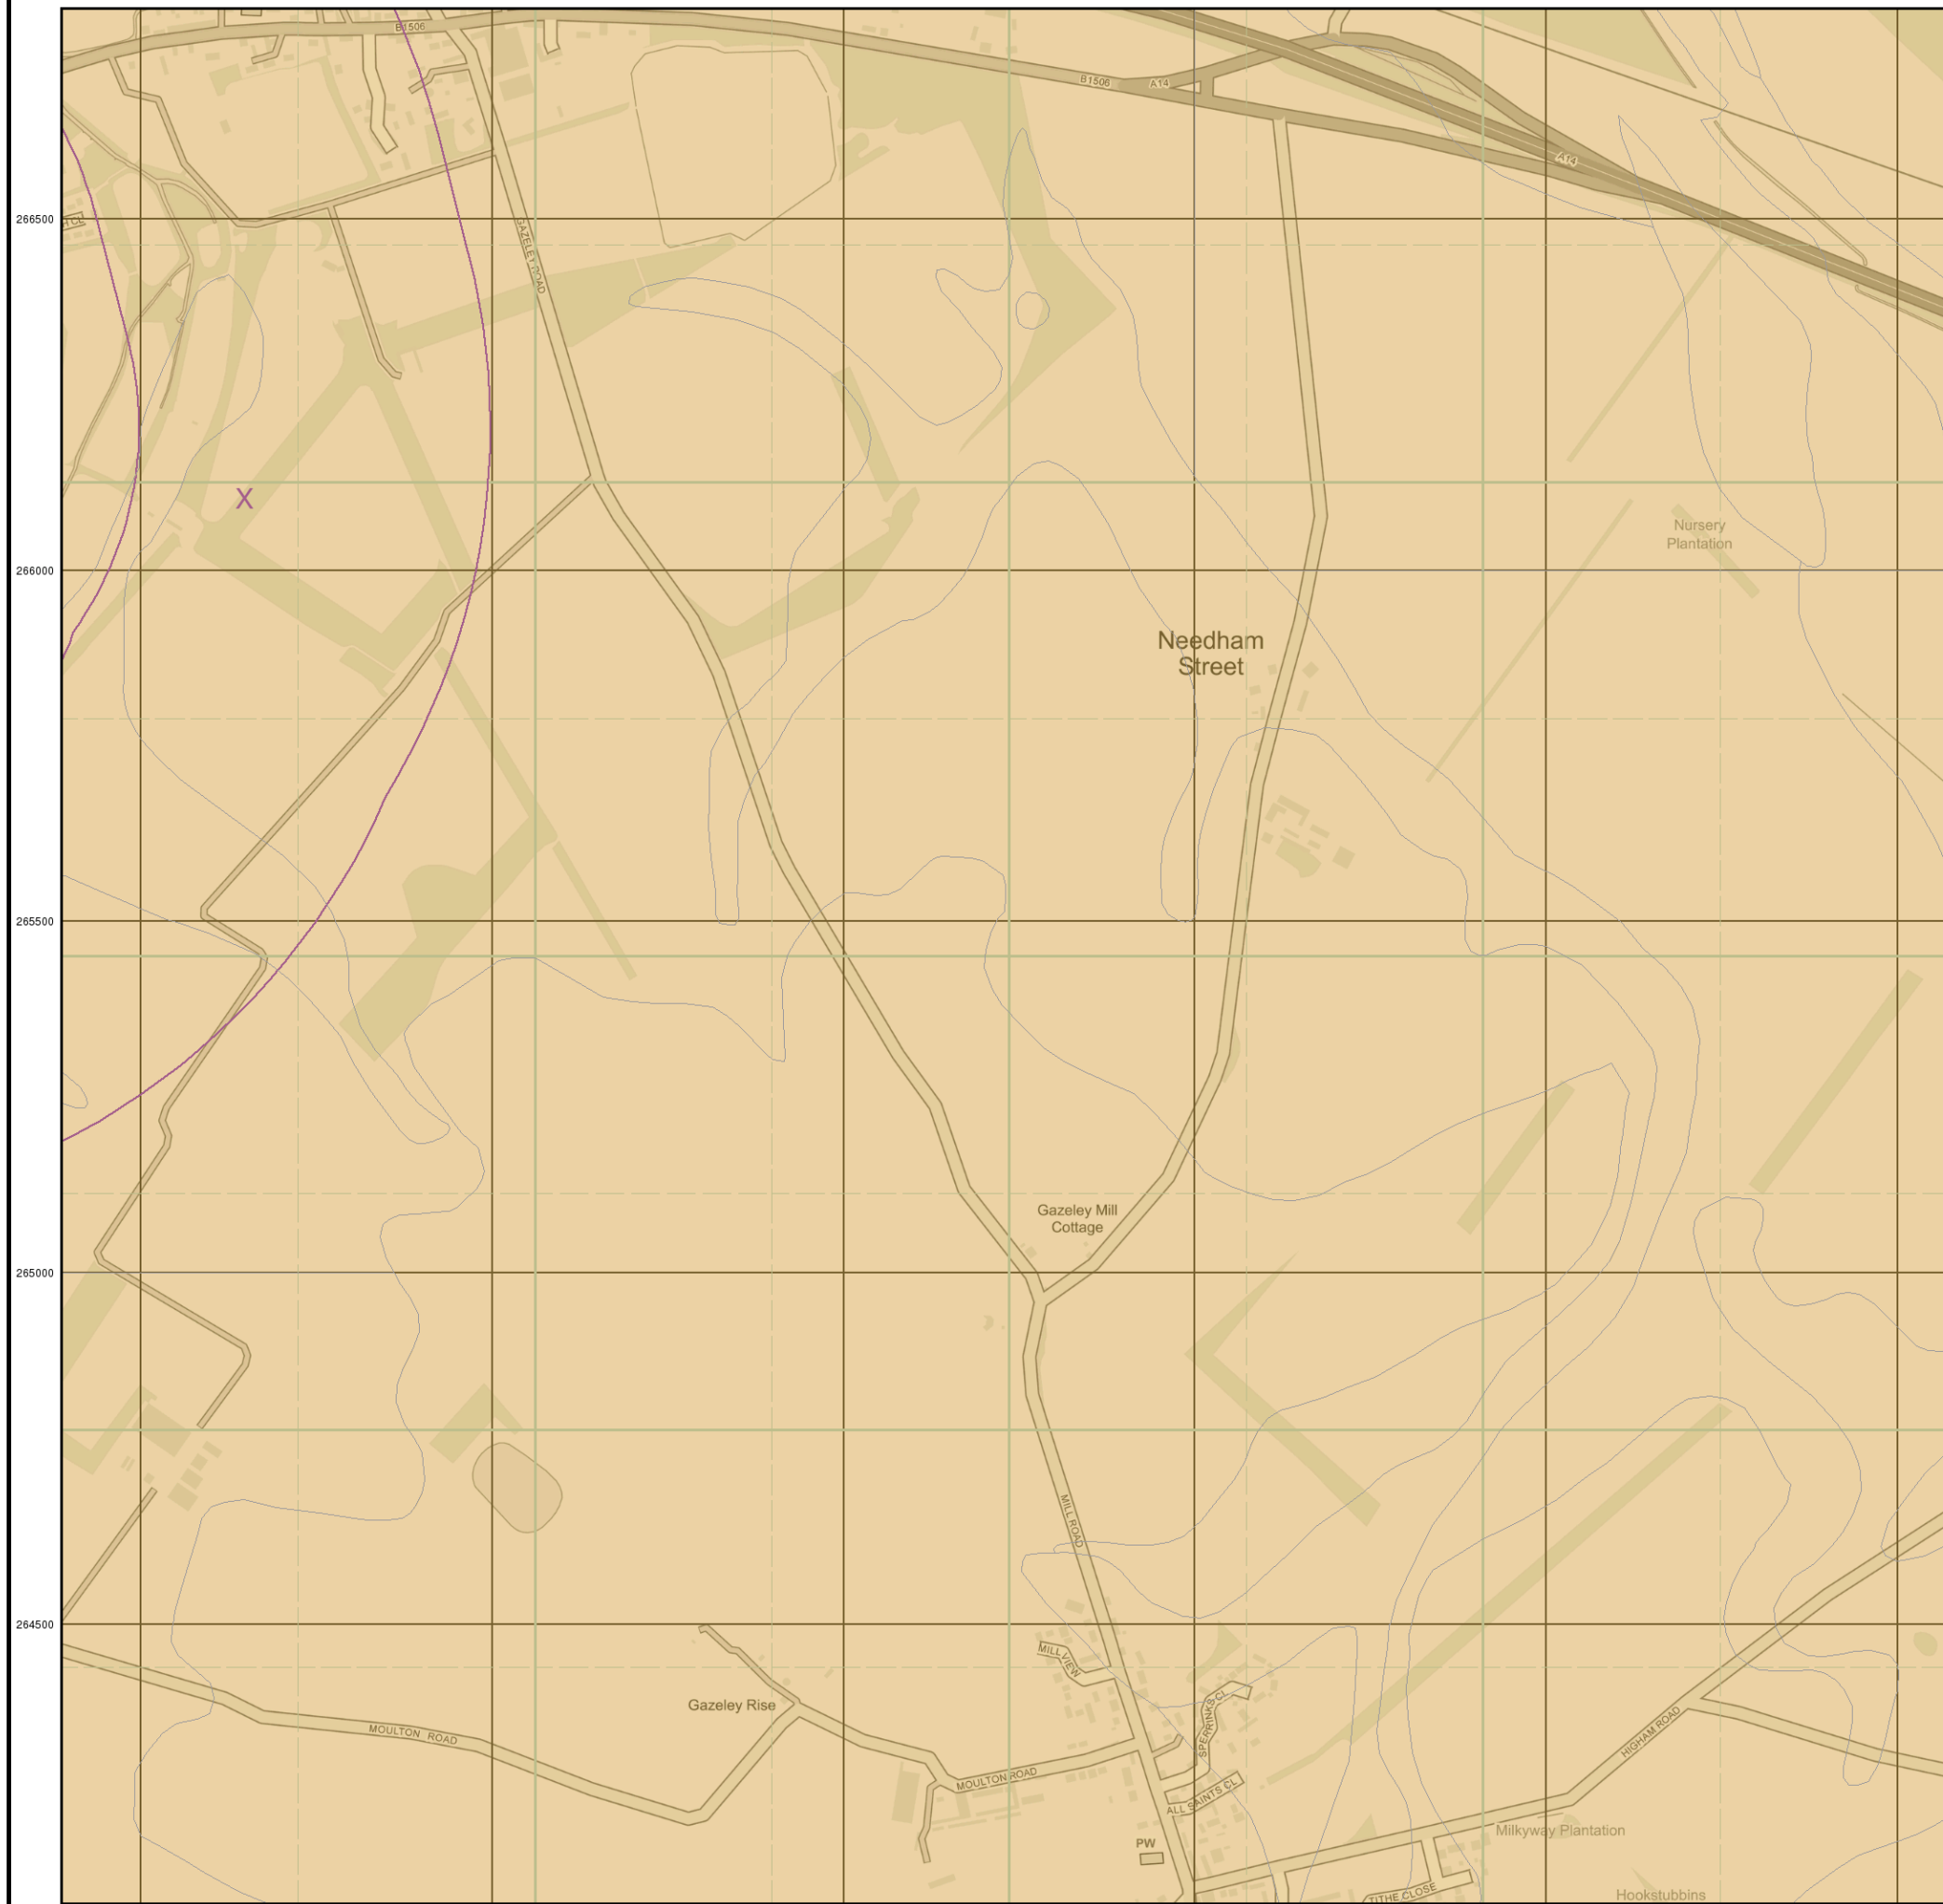 B1506
B1506
A14
A14
266500
GAZELEY ROAD
X
Nursery
Plantation
266000
Needham
Street
265500
Gazeley Mill
Cottage
265000
MILL ROAD
264500
MILL VIEW
Gazeley Rise
SPERRINKS CL
HIGHAM ROAD
MOULTON ROAD
MOULTON ROAD
ALL SAINTS CL
Milkyway Plantation
PW
TITHE CLOSE
Hookstubbins